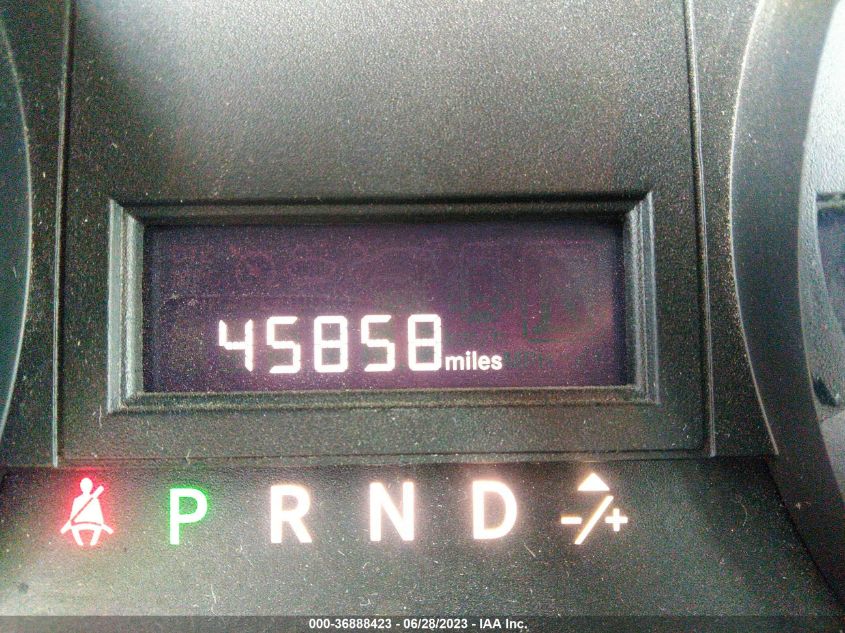 45858 miles
P R N D -/+
000-36888423 - 06/28/2023 - IAA Inc.